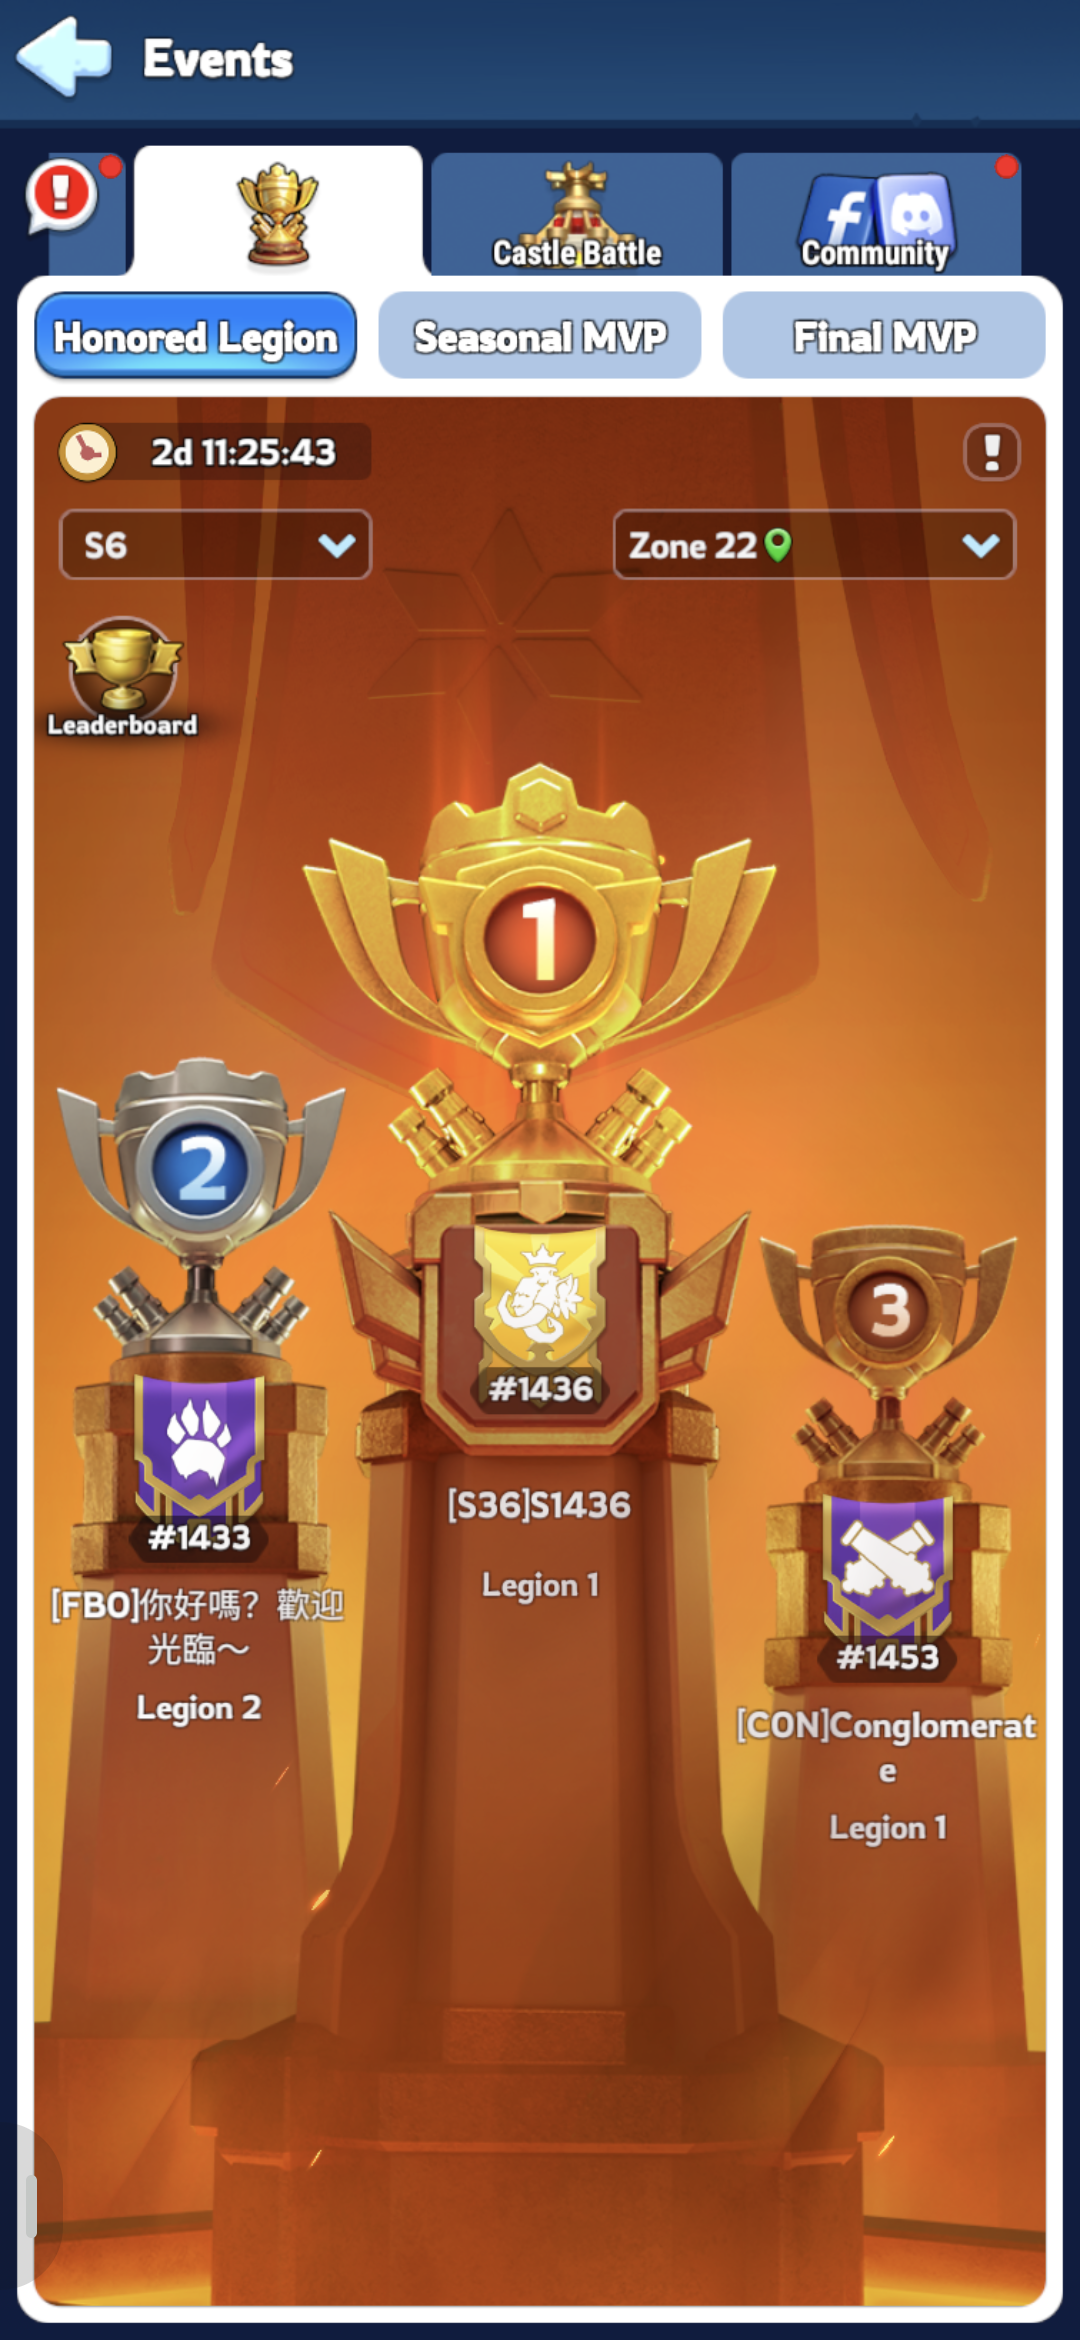 Events
Castle Battle
Community
Honored Legion
Seasonal MVP
Final MVP
2d 11:25:43
S6
Zone 22
Leaderboard
1
2
3
#1436
[S36]S1436
Legion 1
#1433
[FBO]你好嗎？歡迎
光臨～
Legion 2
#1453
[CON]Conglomerat
e
Legion 1